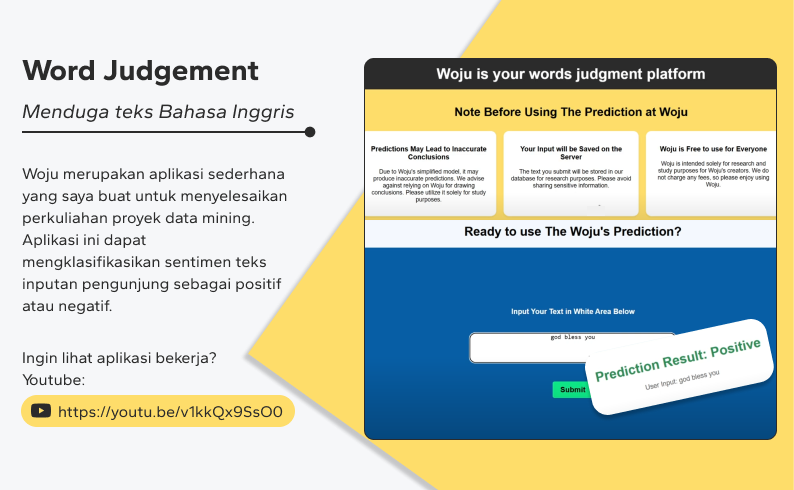 Word Judgement
Menduga teks Bahasa Inggris
Woju merupakan aplikasi sederhana
yang saya buat untuk menyelesaikan
perkuliahan proyek data mining.
Aplikasi ini dapat
mengklasifikasikan sentimen teks
inputan pengunjung sebagai positif
atau negatif.
Ingin lihat aplikasi bekerja?
Youtube:
https://youtu.be/v1kkQx9SsO0
Woju is your words judgment platform
Note Before Using The Prediction at Woju
Predictions May Lead to Inaccurate
Conclusions
Due to Woju's simplified model, it may
produce inaccurate predictions. We advise
against relying on Woju for drawing
conclusions. Please utilize it solely for study
purposes.
Your Input will be Saved on the
Server
The text you submit will be stored in our
database for research purposes. Please avoid
sharing sensitive information.
Woju is Free to use for Everyone
Woju is intended solely for research and
study purposes for Woju's creators. We do
not charge any fees, so please enjoy using
Woju.
Ready to use The Woju's Prediction?
Input Your Text in White Area Below
god bless you
Submit
Prediction Result: Positive
User Input: god bless you